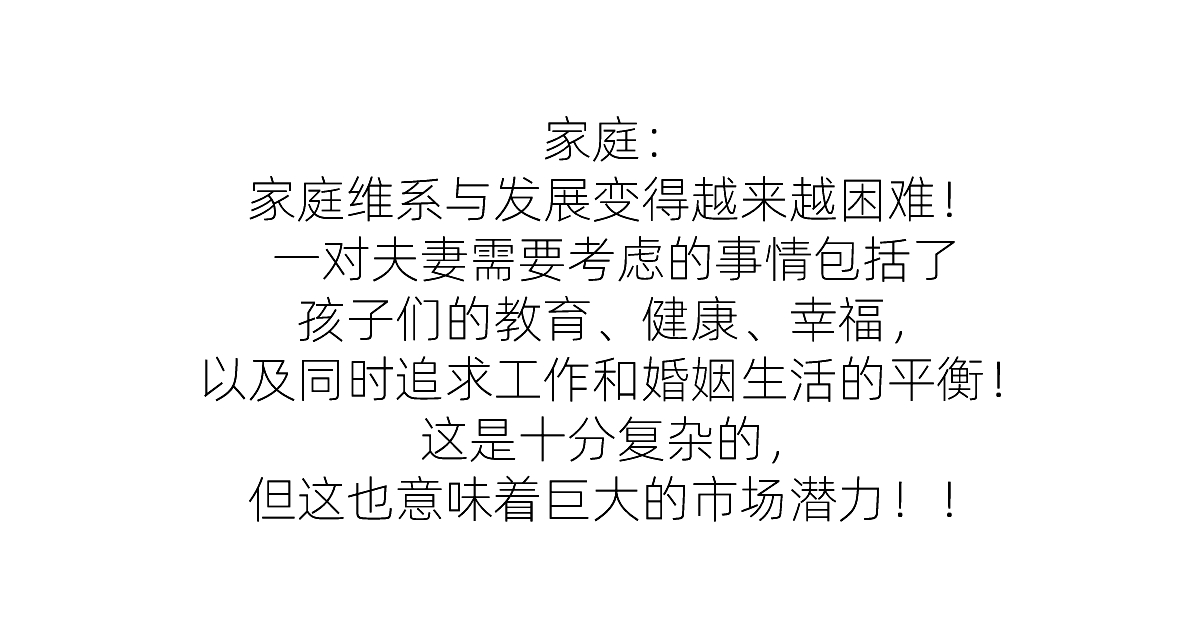 家庭：
家庭维系与发展变得越来越困难！
一对夫妻需要考虑的事情包括了
孩子们的教育、健康、幸福，
以及同时追求工作和婚姻生活的平衡！
这是十分复杂的，
但这也意味着巨大的市场潜力！！